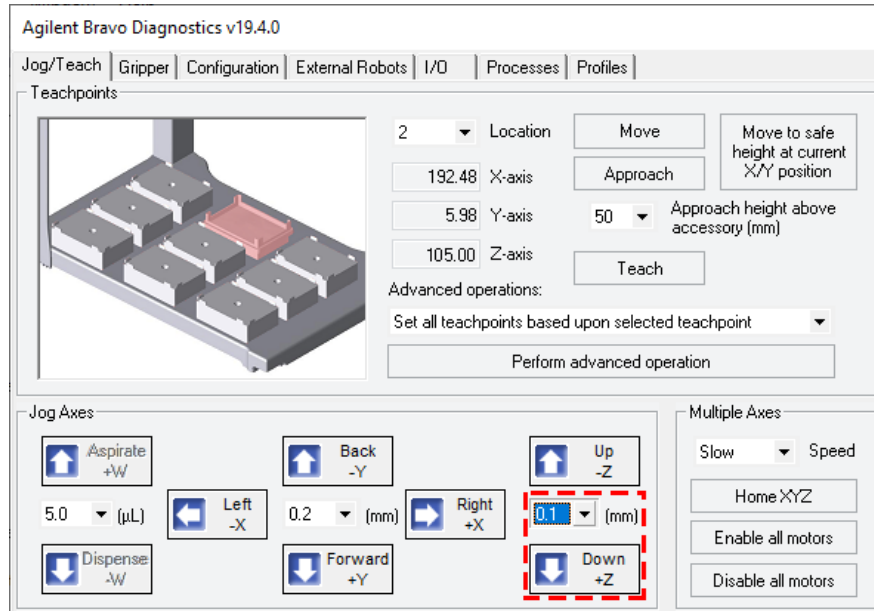 Agilent Bravo Diagnostics v19.4.0
Jog/Teach Gripper Configuration External Robots I/O Processes Profiles
Teachpoints
2 Location
192.48 X-axis
5.98 Y-axis
105.00 Z-axis
Move
Approach
50 Approach height above
accessory (mm)
Teach
Move to safe
height at current
X/Y position
Advanced operations:
Set all teachpoints based upon selected teachpoint
Perform advanced operation
Jog Axes
Aspirate
+W
5.0 (µL)
Dispense
-W
Left
-X
Back
-Y
0.2 (mm)
Forward
+Y
Right
+X
Up
-Z
0.1 (mm)
Down
+Z
Multiple Axes
Slow Speed
Home XYZ
Enable all motors
Disable all motors